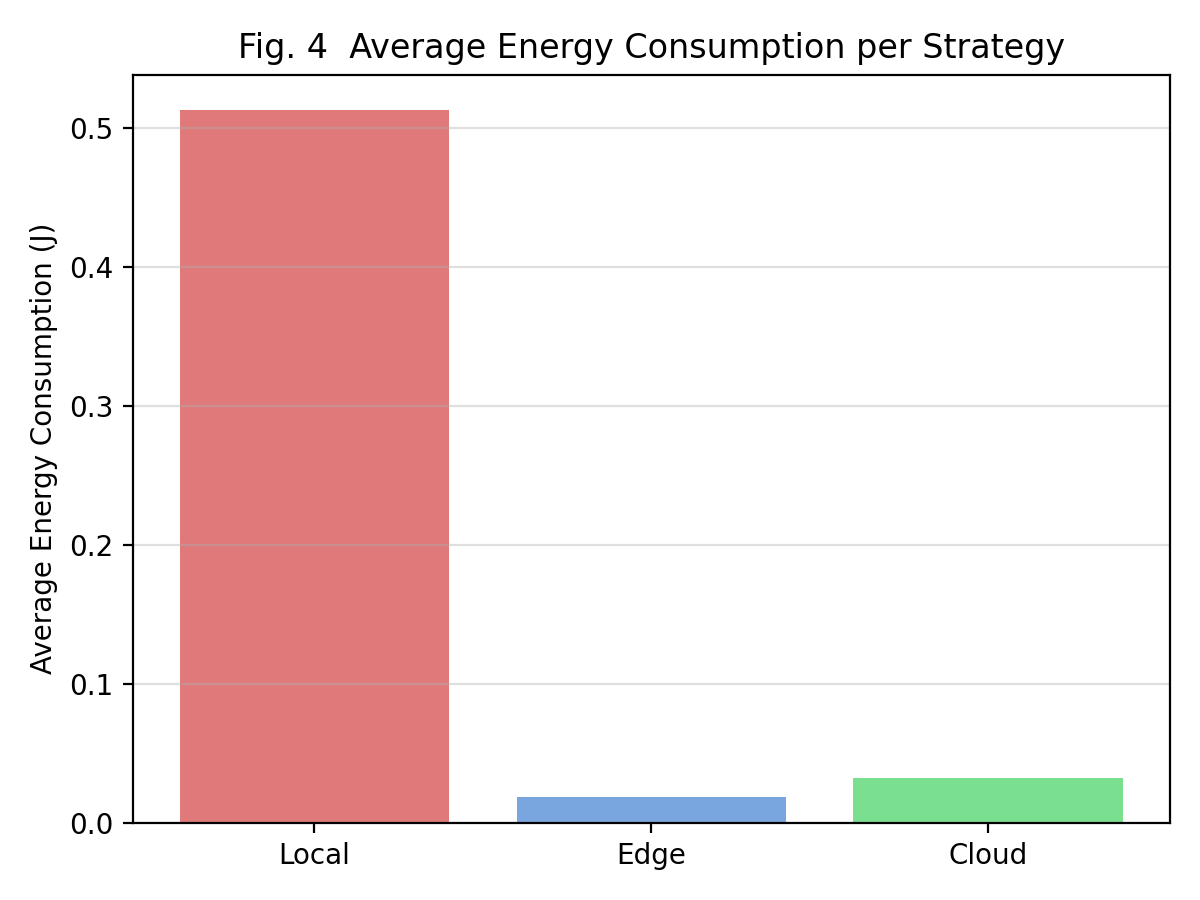 Fig. 4  Average Energy Consumption per Strategy
Average Energy Consumption (J)
0.5
0.4
0.3
0.2
0.1
0.0
Local
Edge
Cloud